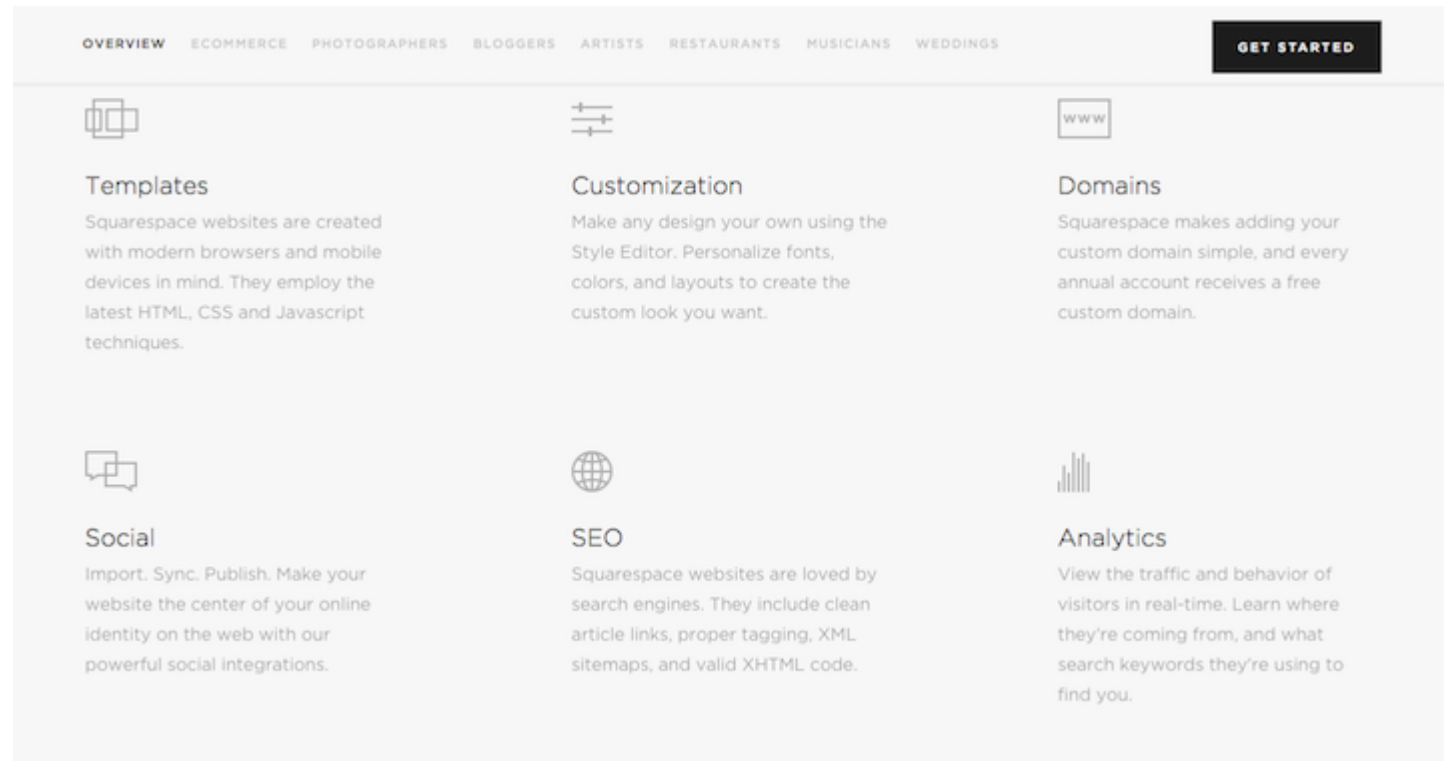 OVERVIEW ECOMMERCE PHOTOGRAPHERS BLOGGERS ARTISTS RESTAURANTS MUSICIANS WEDDINGS GET STARTED
Templates
Squarespace websites are created
with modern browsers and mobile
devices in mind. They employ the
latest HTML, CSS and Javascript
techniques.
Customization
Make any design your own using the
Style Editor. Personalize fonts,
colors, and layouts to create the
custom look you want.
WWW
Domains
Squarespace makes adding your
custom domain simple, and every
annual account receives a free
custom domain.
Social
Import. Sync. Publish. Make your
website the center of your online
identity on the web with our
powerful social integrations.
SEO
Squarespace websites are loved by
search engines. They include clean
article links, proper tagging, XML
sitemaps, and valid XHTML code.
Analytics
View the traffic and behavior of
visitors in real-time. Learn where
they're coming from, and what
search keywords they're using to
find you.